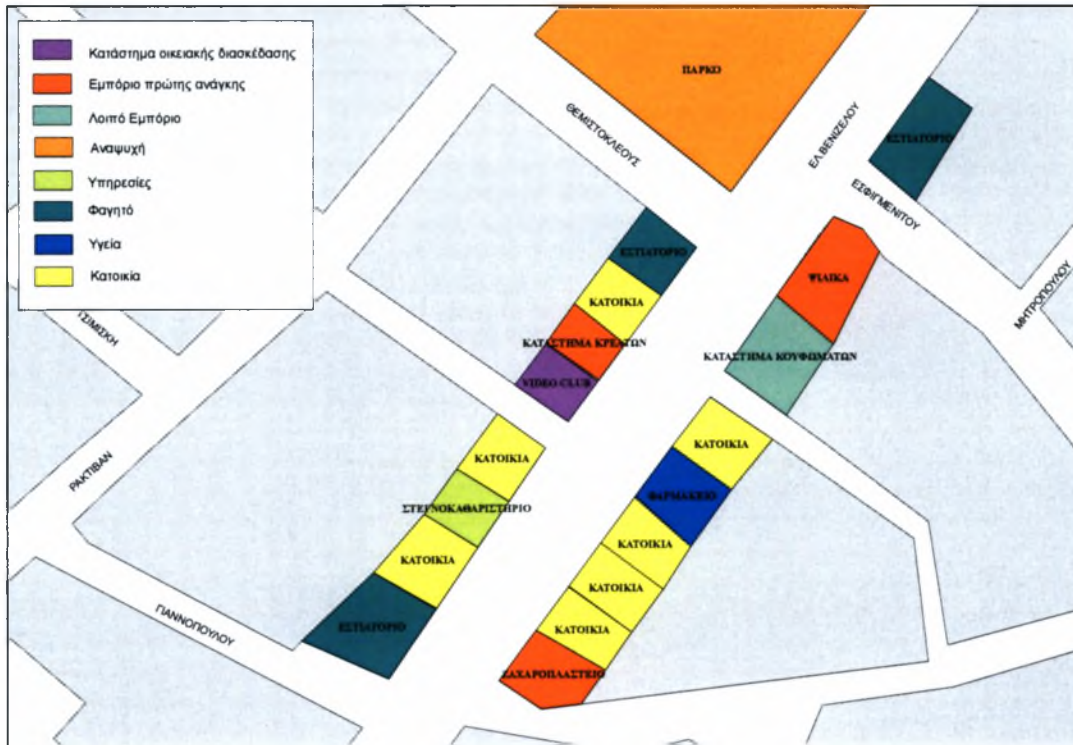 Κατάστημα οικειακής διασκέδασης
Εμπόριο πρώτης ανάγκης
Λοιπό Εμπόριο
Αναψυχή
Υπηρεσίες
Φαγητό
Υγεία
Κατοικία
ΠΑΡΚΟ
ΘΕΜΙΣΤΟΚΛΕΟΥΣ
ΕΛ.ΒΕΝΙΖΕΛΟΥ
ΕΣΤΙΑΤΟΡΙΟ
ΕΣΦΙΓΜΕΝΙΤΟΥ
ΜΗΤΡΟΠΟΥΛΟΥ
ΕΣΤΙΑΤΟΡΙΟ
ΨΙΛΙΚΑ
ΚΑΤΟΙΚΙΑ
ΚΑΤΑΣΤΗΜΑ ΚΡΕΑΤΩΝ
ΚΑΤΑΣΤΗΜΑ ΚΟΥΦΩΜΑΤΩΝ
VIDEO CLUB
ΤΣΙΜΙΣΚΗ
ΚΑΤΟΙΚΙΑ
ΚΑΤΟΙΚΙΑ
ΡΑΚΤΙΒΑΝ
ΦΑΡΜΑΚΕΙΟ
ΣΤΕΓΝΟΚΑΘΑΡΙΣΤΗΡΙΟ
ΚΑΤΟΙΚΙΑ
ΚΑΤΟΙΚΙΑ
ΚΑΤΟΙΚΙΑ
ΓΙΑΝΝΟΠΟΥΛΟΥ
ΕΣΤΙΑΤΟΡΙΟ
ΚΑΤΟΙΚΙΑ
ΖΑΧΑΡΟΠΛΑΣΤΕΙΟ